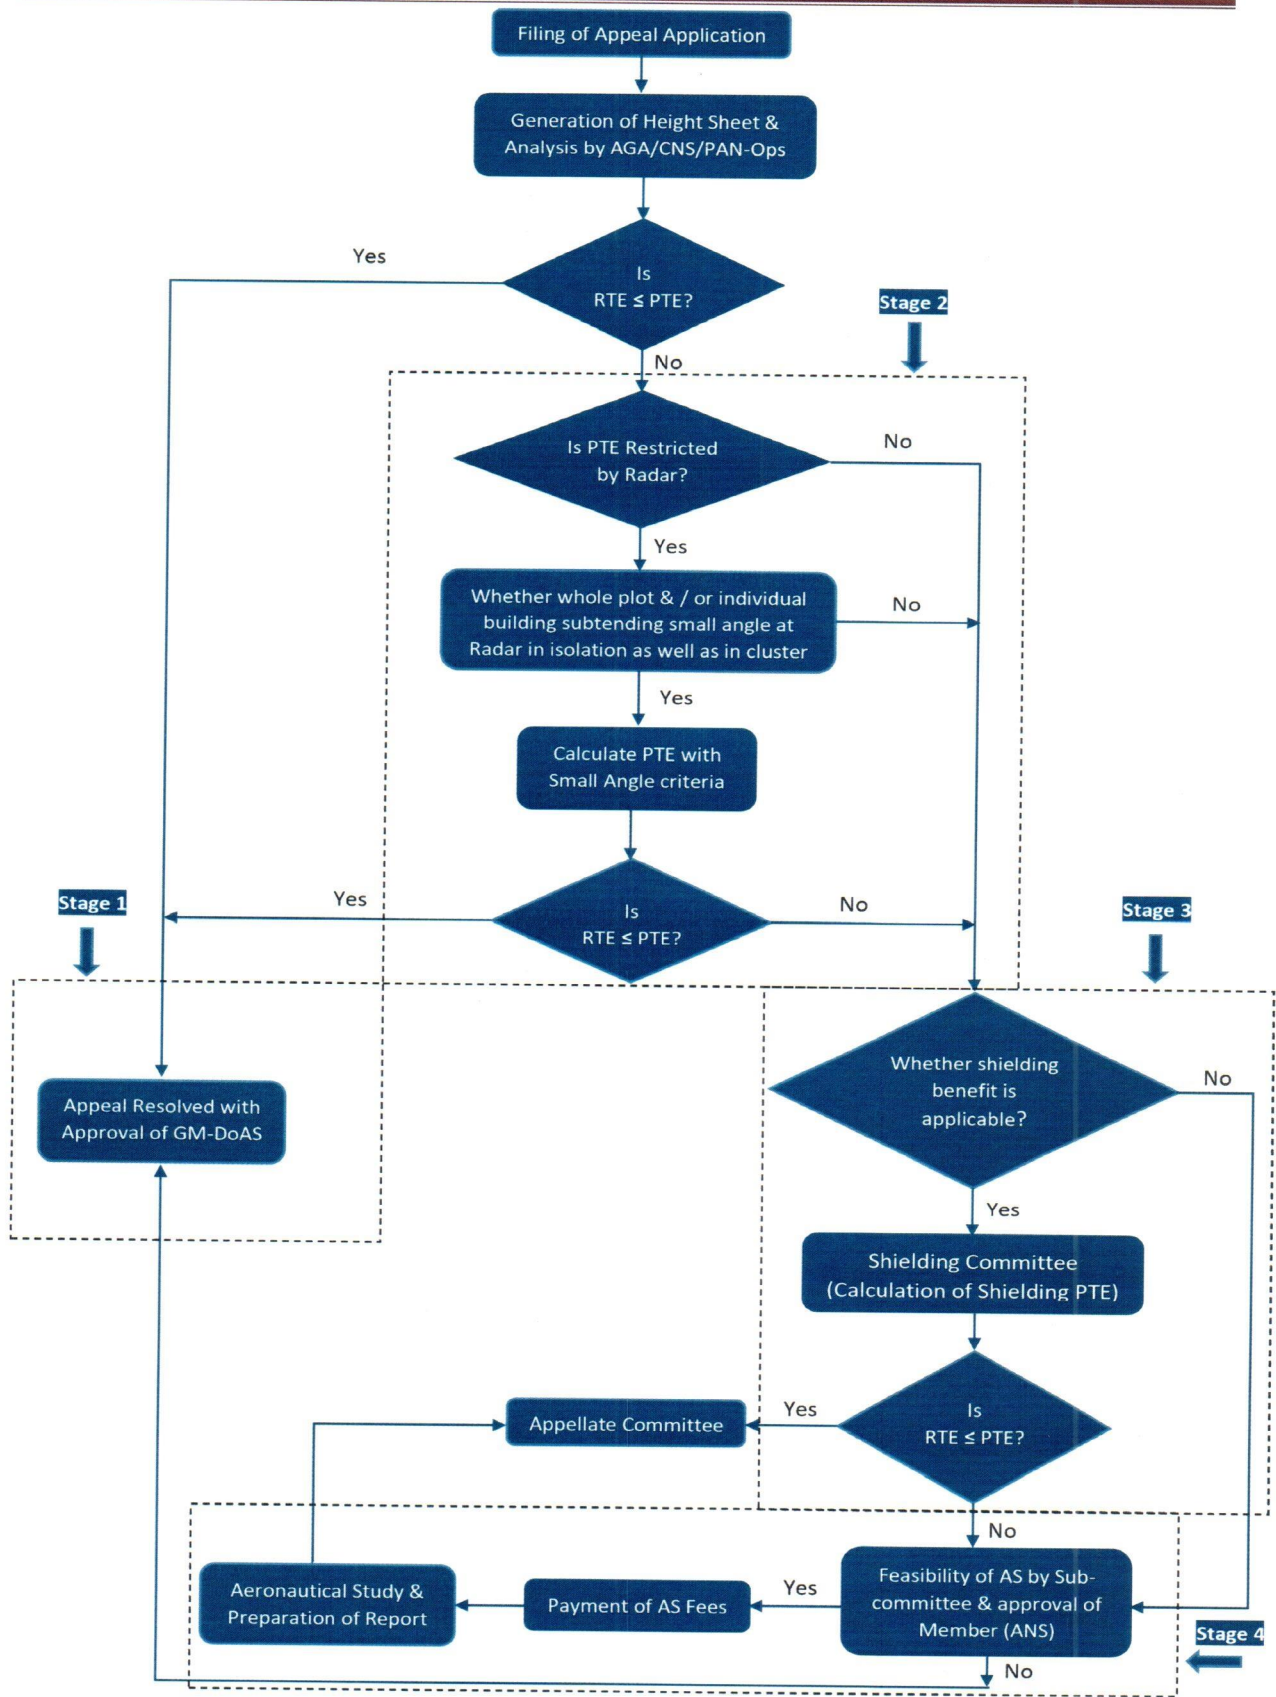 Filing of Appeal Application
Generation of Height Sheet &
Analysis by AGA/CNS/PAN-Ops
Yes
Is
RTE ≤ PTE?
Stage 2
No
Is PTE Restricted
by Radar?
No
Yes
Whether whole plot & / or individual
building subtending small angle at
Radar in isolation as well as in cluster
No
Yes
Calculate PTE with
Small Angle criteria
Stage 1
Yes
Is
RTE ≤ PTE?
No
Stage 3
Appeal Resolved with
Approval of GM-DoAS
Whether shielding
benefit is
applicable?
No
Yes
Shielding Committee
(Calculation of Shielding PTE)
Appellate Committee
Yes
Is
RTE ≤ PTE?
No
Aeronautical Study &
Preparation of Report
Payment of AS Fees
Yes
Feasibility of AS by Sub-
committee & approval of
Member (ANS)
Stage 4
No